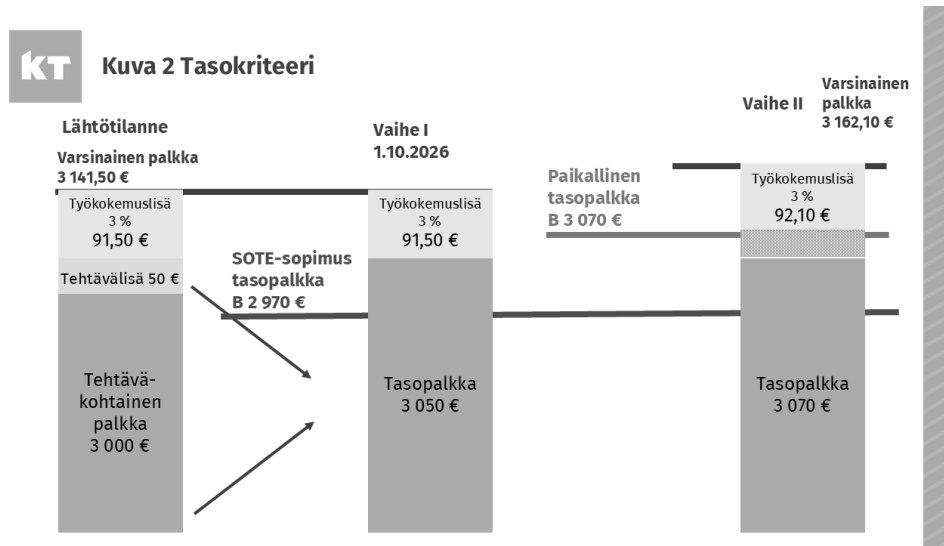 KT
Kuva 2 Tasokriteeri
Lähtötilanne
Varsinainen palkka
3 141,50 €
Työkokemuslisä
3 %
91,50 €
Tehtävälisä 50 €
Tehtävä-
kohtainen
palkka
3 000 €
SOTE-sopimus
tasopalkka
B 2 970 €
Vaihe I
1.10.2026
Työkokemuslisä
3 %
91,50 €
Tasopalkka
3 050 €
Paikallinen
tasopalkka
B 3 070 €
Vaihe II
Varsinainen
palkka
3 162,10 €
Työkokemuslisä
3 %
92,10 €
Tasopalkka
3 070 €